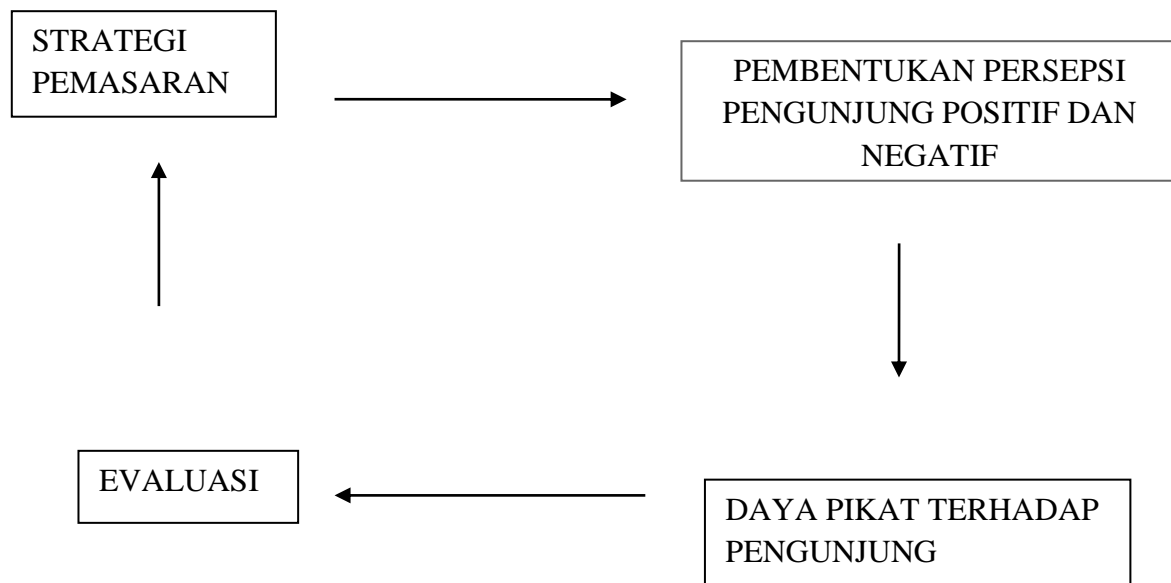 STRATEGI
PEMASARAN
PEMBENTUKAN PERSEPSI
PENGUNJUNG POSITIF DAN
NEGATIF
EVALUASI
DAYA PIKAT TERHADAP
PENGUNJUNG